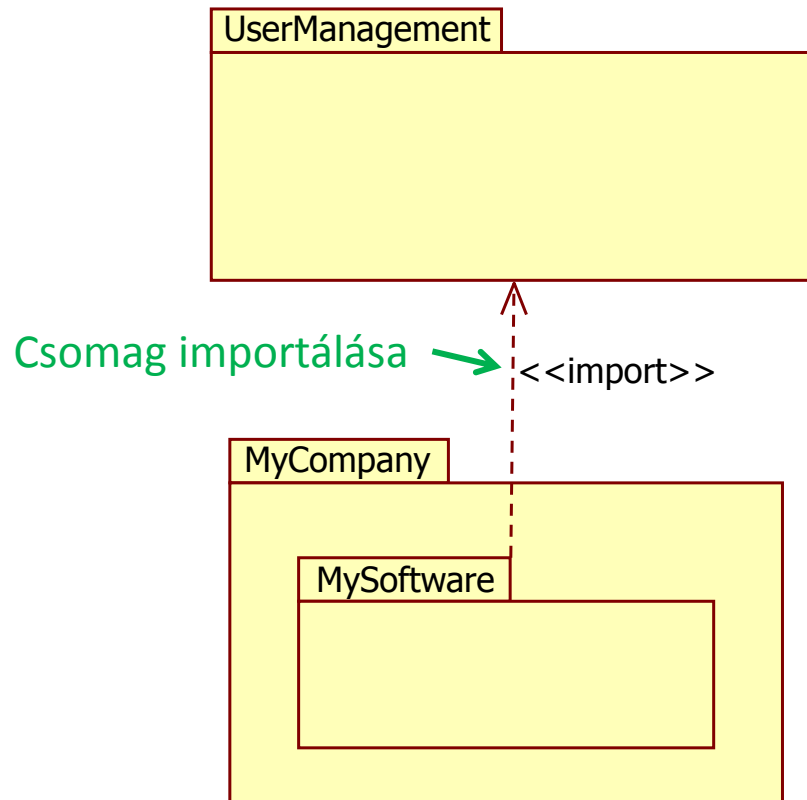 UserManagement
Csomag importálása
<<import>>
MyCompany
MySoftware